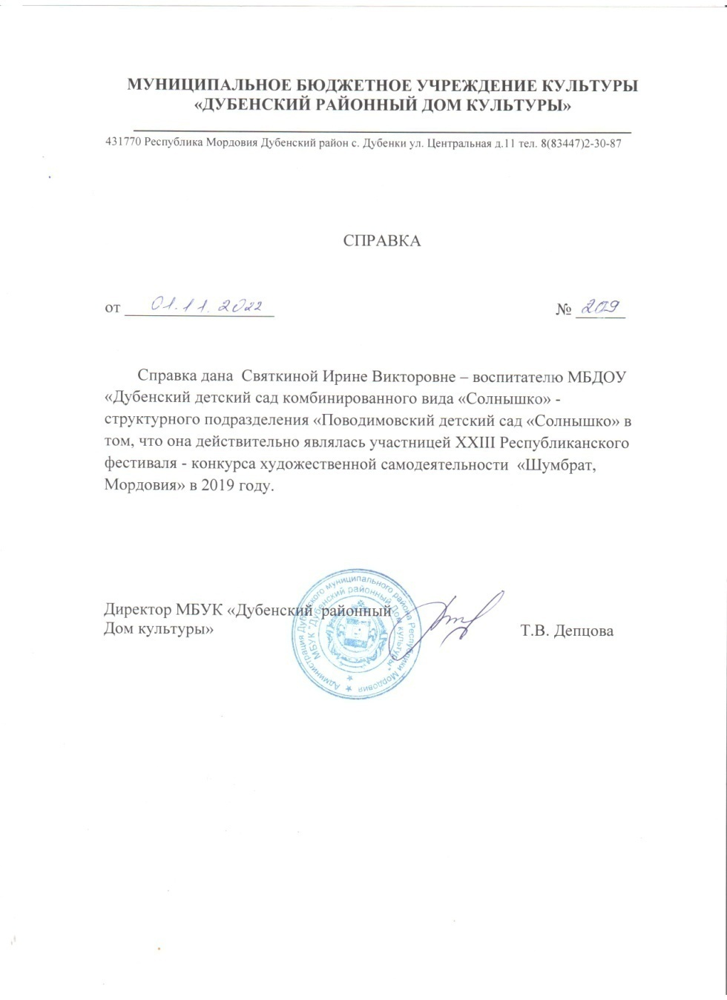 МУНИЦИПАЛЬНОЕ БЮДЖЕТНОЕ УЧРЕЖДЕНИЕ КУЛЬТУРЫ
«ДУБЕНСКИЙ РАЙОННЫЙ ДОМ КУЛЬТУРЫ»
431770 Республика Мордовия Дубенский район с. Дубенки ул. Центральная д.11 тел. 8(83447)2-30-87
СПРАВКА
от 01.11.2022 № 209
Справка дана Святкиной Ирине Викторовне – воспитателю МБДОУ
«Дубенский детский сад комбинированного вида «Солнышко» -
структурного подразделения «Поводимовский детский сад «Солнышко» в
том, что она действительно являлась участницей XXIII Республиканского
фестиваля - конкурса художественной самодеятельности «Шумбрат,
Мордовия» в 2019 году.
Администрация Дубенского муниципального района Республики Мордовия
МБУК "Дубенский районный Дом культуры"
Директор МБУК «Дубенский районный
Дом культуры» Т.В. Депцова